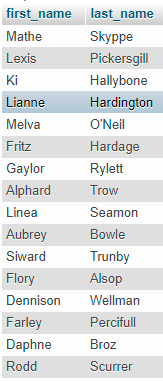 first_name last_name
Mathe Skyppe
Lexis Pickersgill
Ki Hallybone
Lianne Hardington
Melva O'Neil
Fritz Hardage
Gaylor Rylett
Alphard Trow
Linea Seamon
Aubrey Bowle
Siward Trunby
Flory Alsop
Dennison Wellman
Farley Percifull
Daphne Broz
Rodd Scurrer